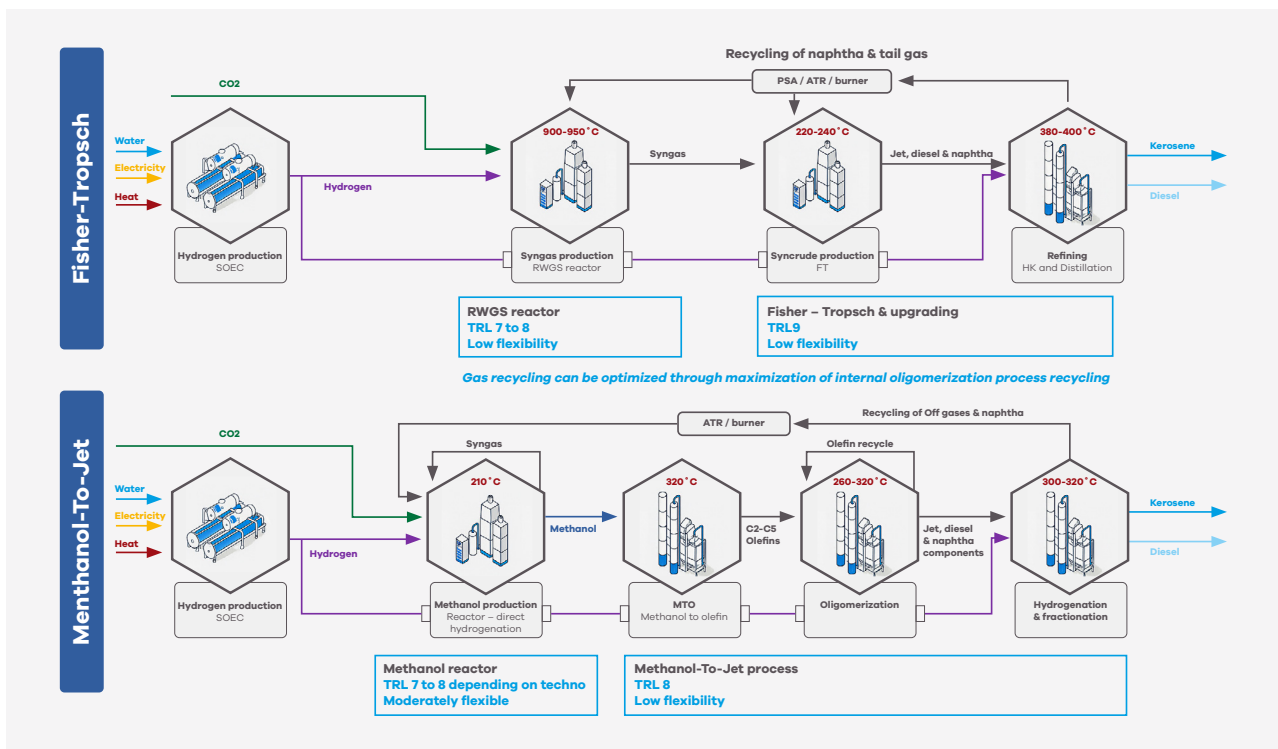 Fisher-Tropsch
Recycling of naphtha & tail gas
PSA / ATR / burner
CO2
Water
Electricity
Heat
Hydrogen
900-950˚C
Syngas
220-240˚C
Jet, diesel & naphtha
380-400˚C
Kerosene
Diesel
Hydrogen production
SOEC
Syngas production
RWGS reactor
Syncrude production
FT
Refining
HK and Distillation
RWGS reactor
TRL 7 to 8
Low flexibility
Fisher – Tropsch & upgrading
TRL9
Low flexibility
Gas recycling can be optimized through maximization of internal oligomerization process recycling
Menthanol-To-Jet
ATR / burner
Recycling of Off gases & naphtha
CO2
Syngas
Olefin recycle
Water
Electricity
Heat
Hydrogen
210˚C
Methanol
320˚C
C2-C5
Olefins
260-320˚C
Jet, diesel
& naphtha
components
300-320˚C
Kerosene
Diesel
Hydrogen production
SOEC
Methanol production
Reactor – direct
hydrogenation
MTO
Methanol to olefin
Oligomerization
Hydrogenation
& fractionation
Methanol reactor
TRL 7 to 8 depending on techno
Moderately flexible
Methanol-To-Jet process
TRL 8
Low flexibility